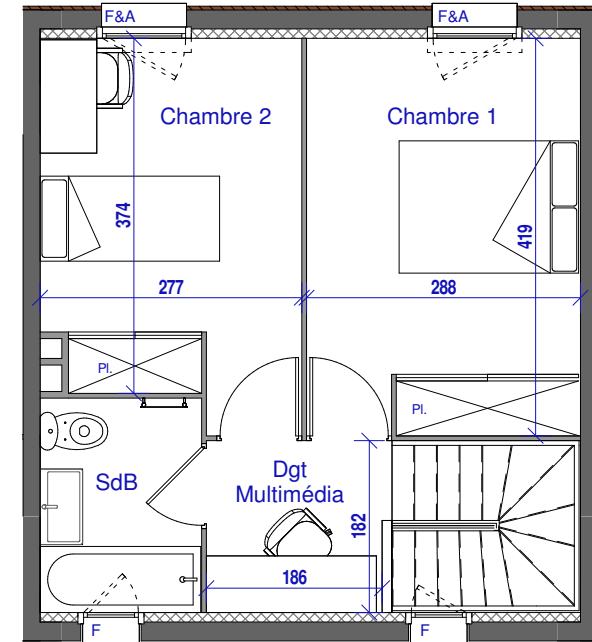 F&A
F&A
Chambre 2
Chambre 1
374
419
277
288
Pl.
Pl.
SdB
Dgt
Multimédia
182
186
F
F